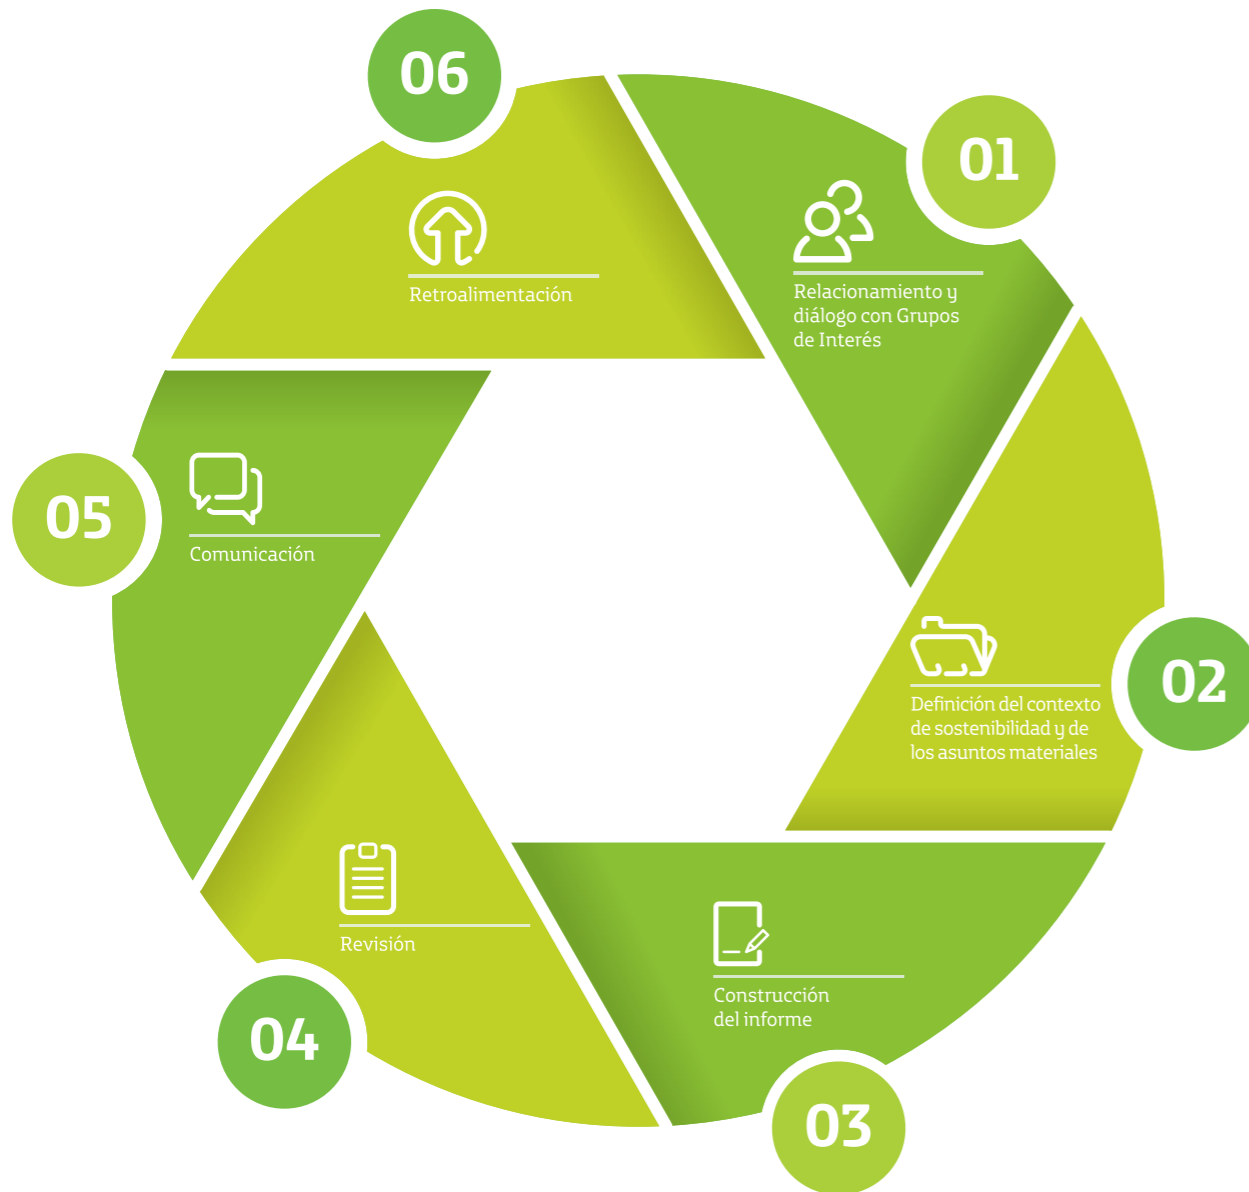 01
Relacionamiento y
diálogo con Grupos
de Interés
02
Definición del contexto
de sostenibilidad y de
los asuntos materiales
03
Construcción
del informe
04
Revisión
05
Comunicación
06
Retroalimentación